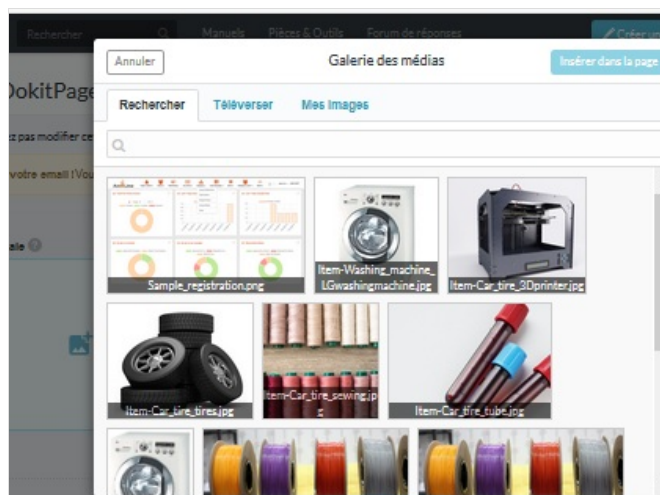 Rechercher
Manuels
Pièces & Outils
Forum de réponses
Créer un
Annuler
Galerie des médias
Insérer dans la page
DokitPage
Rechercher
Téléverser
Mes images
ez pas modifier ce
votre email ! Vou
ale
Sample_registration.png
Item-Washing_machine_
LGwashingmachine.jpg
Item-Car_tire_3Dprinter.jpg
Item-Car_tire_tires.jpg
Item-Car_tire_sewing.jp
g
Item-Car_tire_tube.jpg